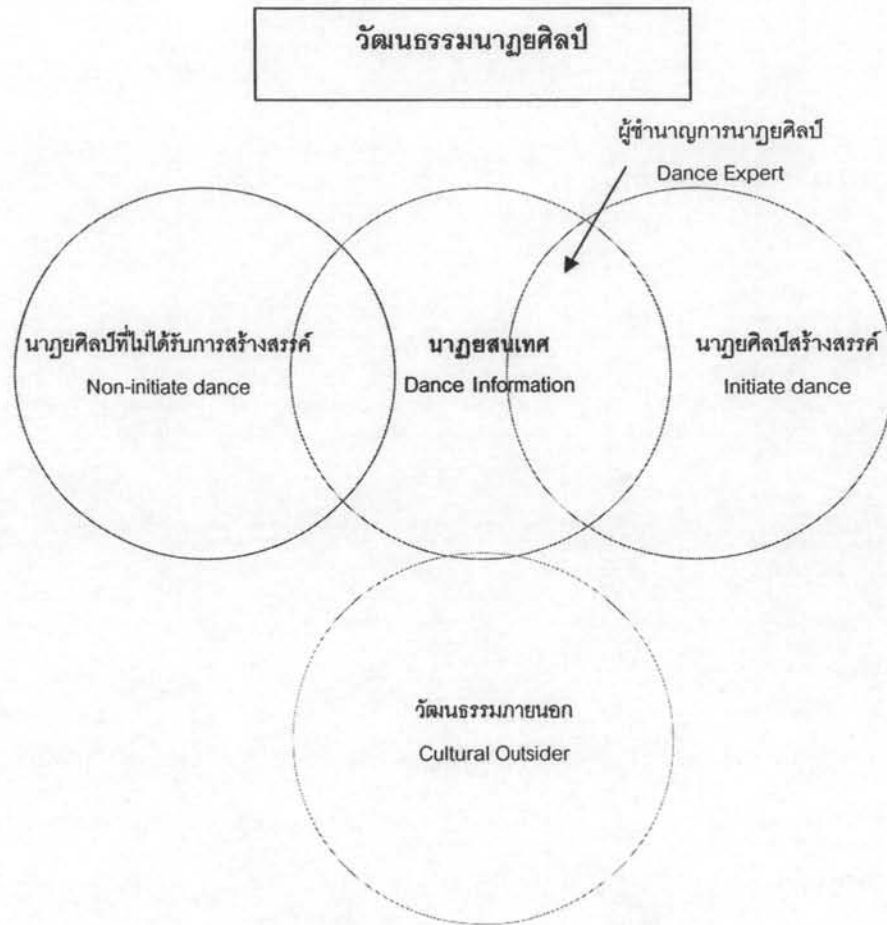 วัฒนธรรมนาฏยศิลป์
ผู้ชำนาญการนาฏยศิลป์
Dance Expert
นาฏยศิลป์ที่ไม่ได้รับการสร้างสรรค์
Non-initiate dance
นาฏยสนเทศ
Dance Information
นาฏยศิลป์สร้างสรรค์
Initiate dance
วัฒนธรรมภายนอก
Cultural Outsider